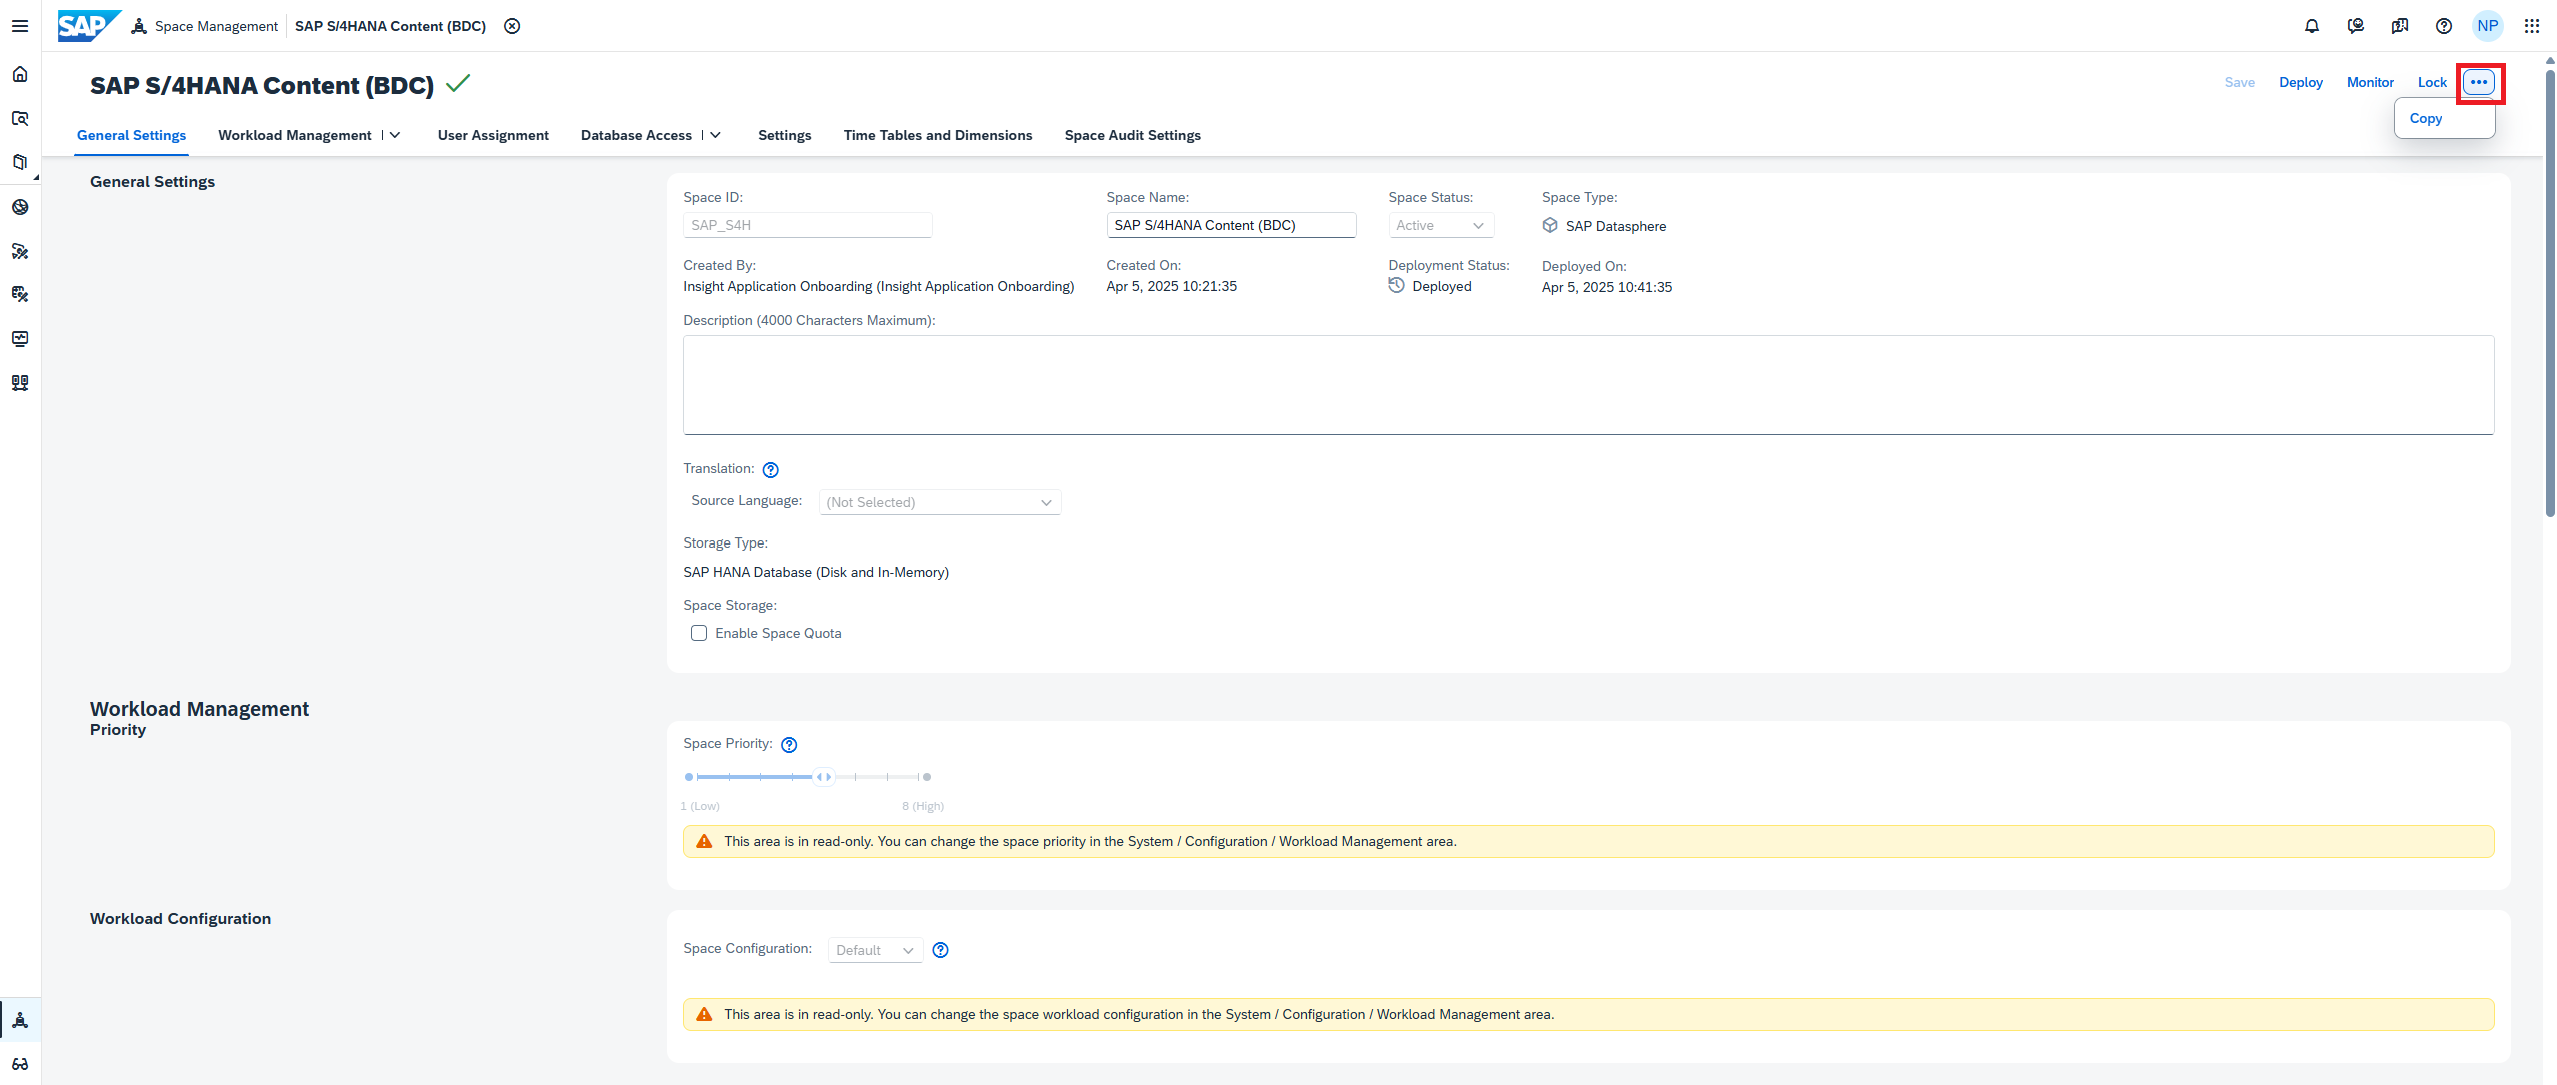 SAP Space Management SAP S/4HANA Content (BDC) NP
SAP S/4HANA Content (BDC)
Save Deploy Monitor Lock
Copy
General Settings Workload Management User Assignment Database Access Settings Time Tables and Dimensions Space Audit Settings
General Settings
Space ID: Space Name: Space Status: Space Type:
SAP_S4H SAP S/4HANA Content (BDC) Active SAP Datasphere
Created By: Created On: Deployment Status: Deployed On:
Insight Application Onboarding (Insight Application Onboarding) Apr 5, 2025 10:21:35 Deployed Apr 5, 2025 10:41:35
Description (4000 Characters Maximum):
Translation:
Source Language: (Not Selected)
Storage Type:
SAP HANA Database (Disk and In-Memory)
Space Storage:
Enable Space Quota
Workload Management
Priority
Space Priority:
1 (Low) 8 (High)
This area is in read-only. You can change the space priority in the System / Configuration / Workload Management area.
Workload Configuration
Space Configuration: Default
This area is in read-only. You can change the space workload configuration in the System / Configuration / Workload Management area.